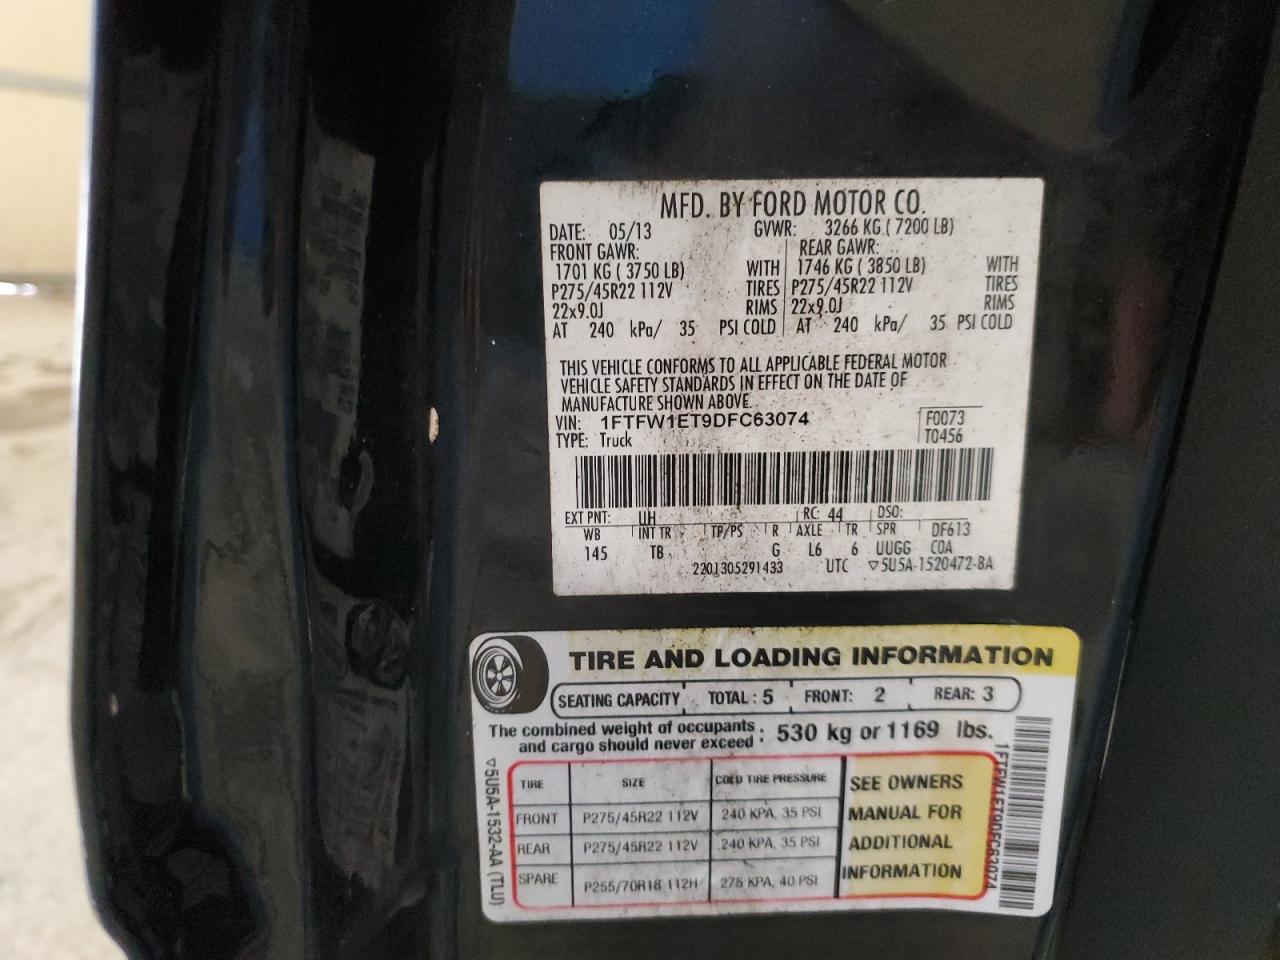 MFD. BY FORD MOTOR CO.
DATE: 05/13 GVWR: 3266 KG ( 7200 LB)
FRONT GAWR: REAR GAWR:
1701 KG ( 3750 LB) WITH 1746 KG ( 3850 LB) WITH
P275/45R22 112V TIRES P275/45R22 112V TIRES
22x9.0J RIMS 22x9.0J RIMS
AT 240 kPa/ 35 PSI COLD AT 240 kPa/ 35 PSI COLD
THIS VEHICLE CONFORMS TO ALL APPLICABLE FEDERAL MOTOR
VEHICLE SAFETY STANDARDS IN EFFECT ON THE DATE OF
MANUFACTURE SHOWN ABOVE.
VIN: 1FTFW1ET9DFC63074 F0073
TYPE: Truck T0456
EXT PNT: UH RC: 44 DSO:
WB INT TR TP/PS R AXLE TR SPR DF613
145 TB G L6 6 UUGG COA
2201305291433 UTC ▽5U5A-1520472-BA
TIRE AND LOADING INFORMATION
SEATING CAPACITY TOTAL : 5 FRONT: 2 REAR: 3
The combined weight of occupants
and cargo should never exceed : 530 kg or 1169 lbs.
TIRE SIZE COLD TIRE PRESSURE
FRONT P275/45R22 112V 240 KPA, 35 PSI
REAR P275/45R22 112V 240 KPA, 35 PSI
SPARE P255/70R18 112H 275 KPA, 40 PSI
SEE OWNERS
MANUAL FOR
ADDITIONAL
INFORMATION
▽5U5A-1532-AA (TLU)
1FTFW1ET9DFC63074